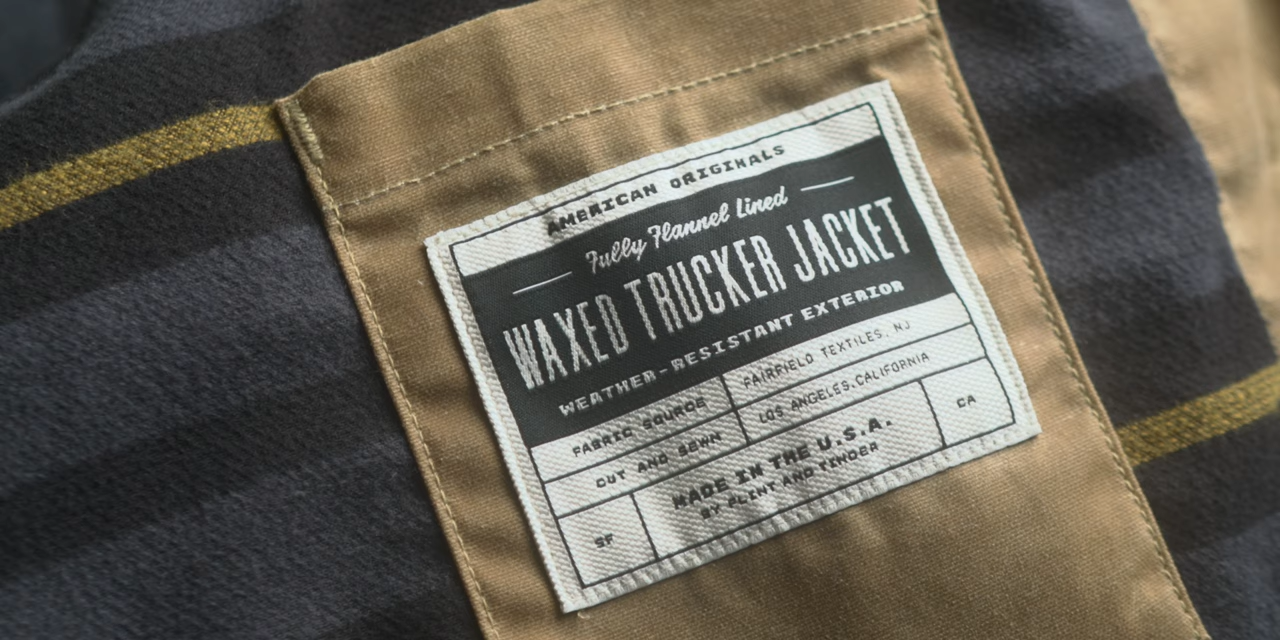 AMERICAN ORIGINALS
Fully Flannel Lined
WAXED TRUCKER JACKET
WEATHER-RESISTANT EXTERIOR
FABRIC SOURCE FAIRFIELD TEXTILES, NJ
CUT AND SEWN LOS ANGELES, CALIFORNIA
SF MADE IN THE U.S.A. CA
BY FLINT AND TINDER